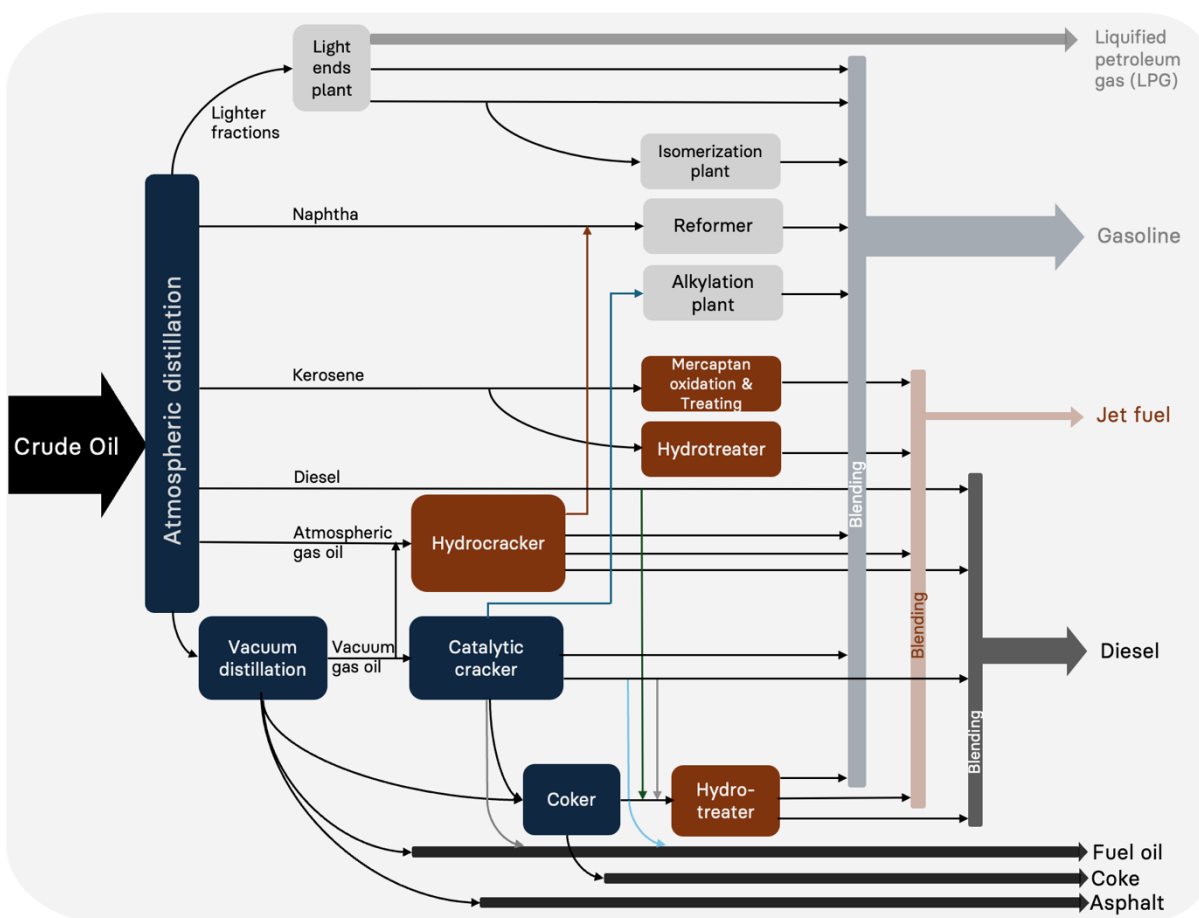 Light
ends
plant
Liquified
petroleum
gas (LPG)
Lighter
fractions
Isomerization
plant
Naphtha
Reformer
Gasoline
Alkylation
plant
Atmospheric distillation
Kerosene
Mercaptan
oxidation &
Treating
Jet fuel
Crude Oil
Hydrotreater
Diesel
Blending
Atmospheric
gas oil
Hydrocracker
Blending
Vacuum
distillation
Vacuum
gas oil
Catalytic
cracker
Diesel
Blending
Coker
Hydro-
treater
Fuel oil
Coke
Asphalt